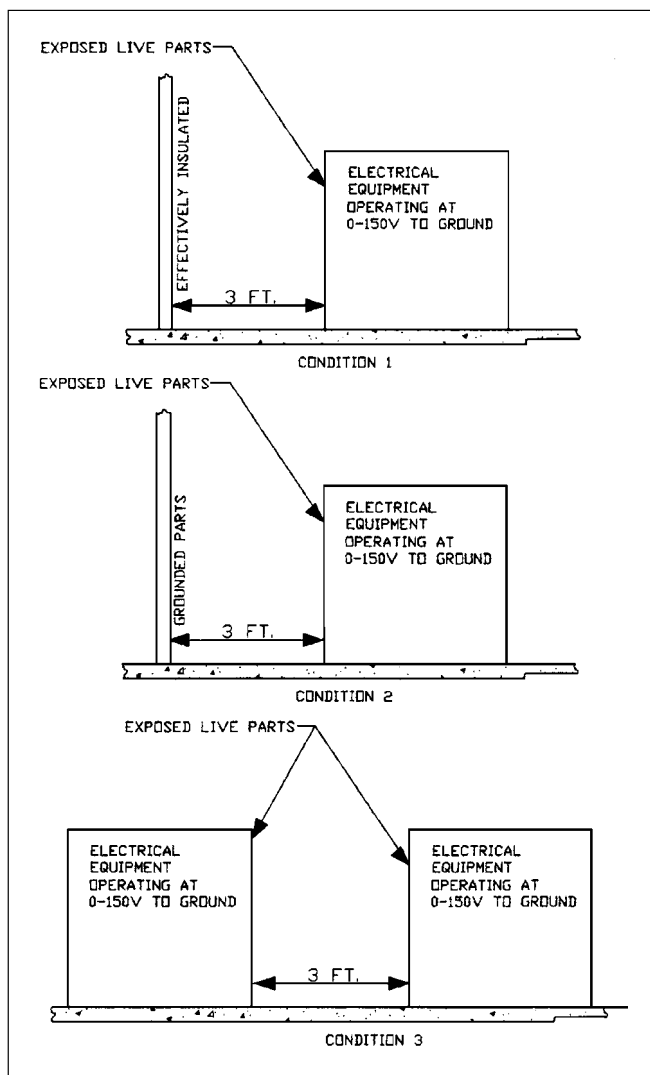 EXPOSED LIVE PARTS
EFFECTIVELY INSULATED
ELECTRICAL
EQUIPMENT
OPERATING AT
0-150V TO GROUND
3 FT.
CONDITION 1
EXPOSED LIVE PARTS
GROUNDED PARTS
ELECTRICAL
EQUIPMENT
OPERATING AT
0-150V TO GROUND
3 FT.
CONDITION 2
EXPOSED LIVE PARTS
ELECTRICAL
EQUIPMENT
OPERATING AT
0-150V TO GROUND
ELECTRICAL
EQUIPMENT
OPERATING AT
0-150V TO GROUND
3 FT.
CONDITION 3